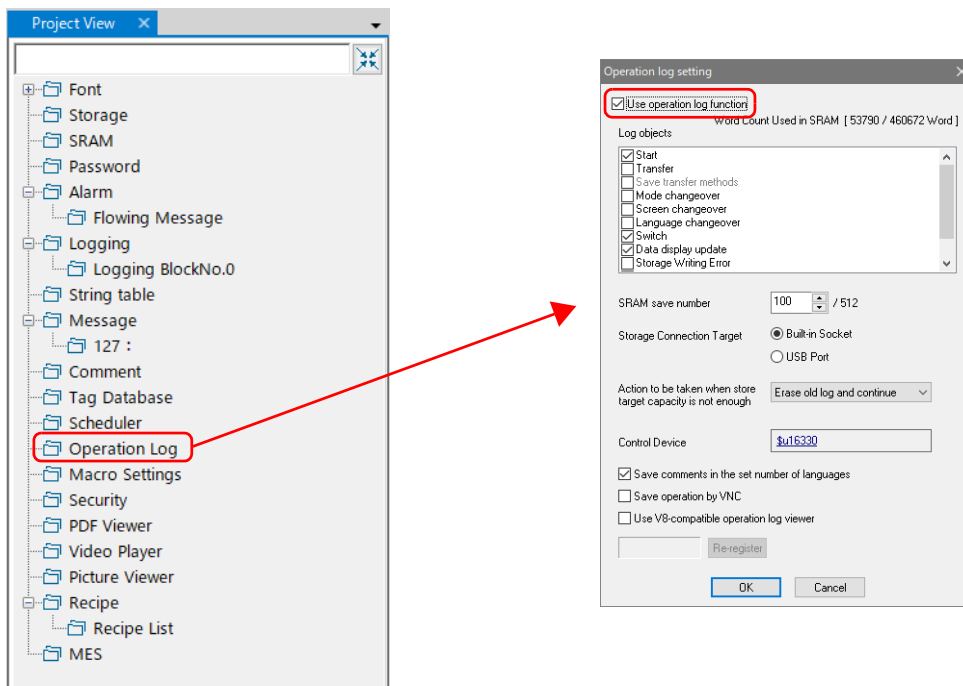 Project View
Font
Storage
SRAM
Password
Alarm
Flowing Message
Logging
Logging BlockNo.0
String table
Message
127 :
Comment
Tag Database
Scheduler
Operation Log
Macro Settings
Security
PDF Viewer
Video Player
Picture Viewer
Recipe
Recipe List
MES
Operation log setting
Use operation log function
Word Count Used in SRAM [ 53790 / 460672 Word ]
Log objects
Start
Transfer
Save transfer methods
Mode changeover
Screen changeover
Language changeover
Switch
Data display update
Storage Writing Error
SRAM save number 100 / 512
Storage Connection Target Built-in Socket
USB Port
Action to be taken when store
target capacity is not enough Erase old log and continue
Control Device $u16330
Save comments in the set number of languages
Save operation by VNC
Use V8-compatible operation log viewer
Re-register
OK Cancel